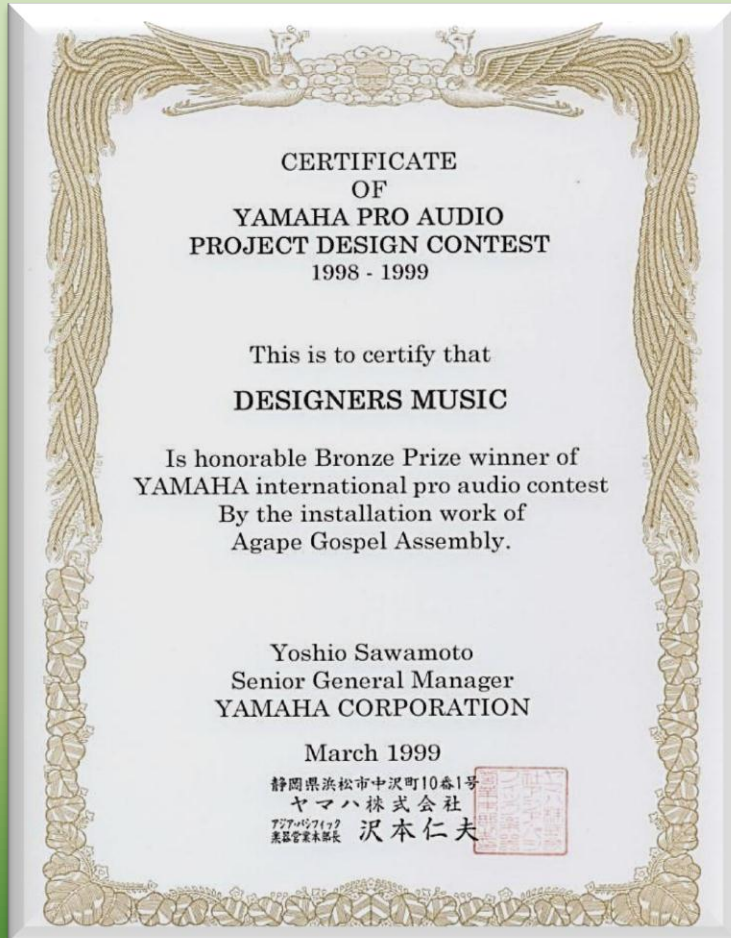 CERTIFICATE
OF
YAMAHA PRO AUDIO
PROJECT DESIGN CONTEST
1998 - 1999
This is to certify that
DESIGNERS MUSIC
Is honorable Bronze Prize winner of
YAMAHA international pro audio contest
By the installation work of
Agape Gospel Assembly.
Yoshio Sawamoto
Senior General Manager
YAMAHA CORPORATION
March 1999
静岡県浜松市中沢町10番1号
ヤマハ株式会社
アジア・パシフィック
楽器営業本部長 沢本仁夫